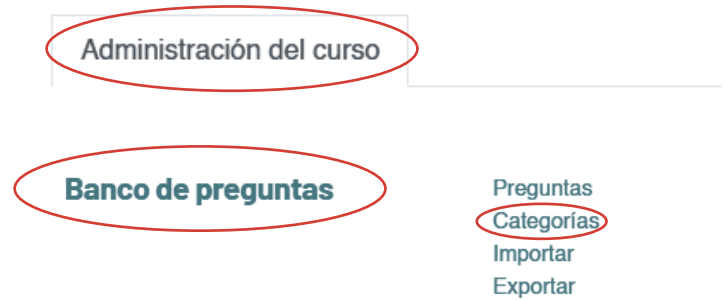 Administración del curso
Banco de preguntas
Preguntas
Categorías
Importar
Exportar